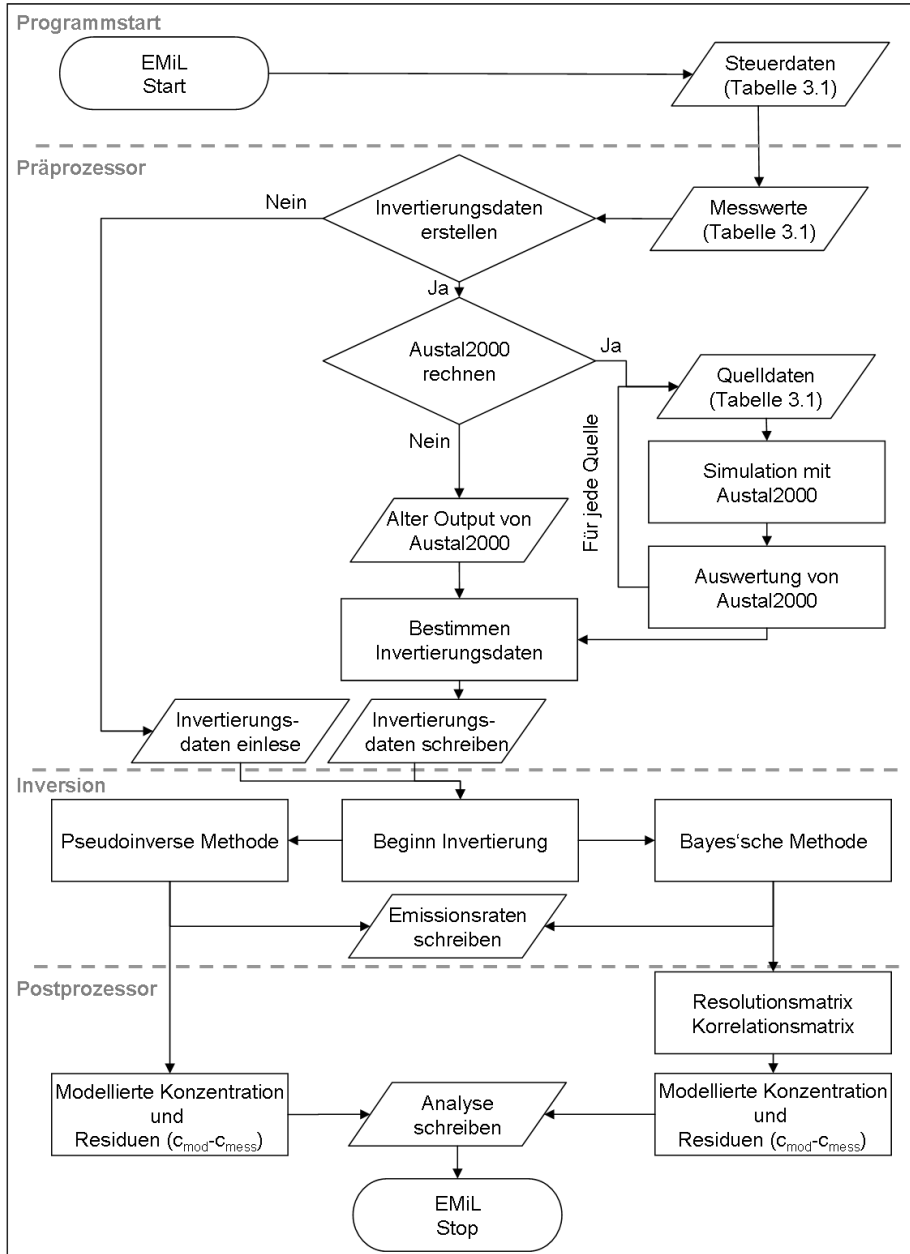 Programmstart
EMiL
Start
Steuerdaten
(Tabelle 3.1)
Präprozessor
Nein
Invertierungsdaten
erstellen
Messwerte
(Tabelle 3.1)
Ja
Austal2000
rechnen
Ja
Quelldaten
(Tabelle 3.1)
Nein
Für jede Quelle
Simulation mit
Austal2000
Alter Output von
Austal2000
Auswertung von
Austal2000
Bestimmen
Invertierungsdaten
Invertierungs-
daten einlese
Invertierungs-
daten schreiben
Inversion
Pseudoinverse Methode
Beginn Invertierung
Bayes‘sche Methode
Emissionsraten
schreiben
Postprozessor
Resolutionsmatrix
Korrelationsmatrix
Modellierte Konzentration
und
Residuen (cmod-cmess)
Analyse
schreiben
Modellierte Konzentration
und
Residuen (cmod-cmess)
EMiL
Stop